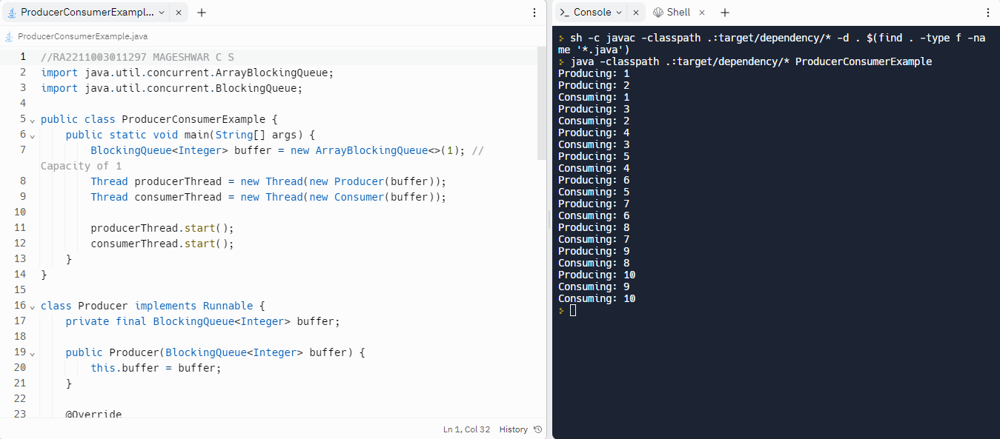 ProducerConsumerExampl...
ProducerConsumerExample.java
1 //RA2211003011297 MAGESHWAR C S
2 import java.util.concurrent.ArrayBlockingQueue;
3 import java.util.concurrent.BlockingQueue;
4
5 public class ProducerConsumerExample {
6 public static void main(String[] args) {
7 BlockingQueue<Integer> buffer = new ArrayBlockingQueue<>(1); //
Capacity of 1
8 Thread producerThread = new Thread(new Producer(buffer));
9 Thread consumerThread = new Thread(new Consumer(buffer));
10
11 producerThread.start();
12 consumerThread.start();
13 }
14 }
15
16 class Producer implements Runnable {
17 private final BlockingQueue<Integer> buffer;
18
19 public Producer(BlockingQueue<Integer> buffer) {
20 this.buffer = buffer;
21 }
22
23 @Override
Ln 1, Col 32 History
>_ Console Shell
sh -c javac -classpath .:target/dependency/* -d . $(find . -type f -na
me '*.java')
java -classpath .:target/dependency/* ProducerConsumerExample
Producing: 1
Producing: 2
Consuming: 1
Producing: 3
Consuming: 2
Producing: 4
Consuming: 3
Producing: 5
Consuming: 4
Producing: 6
Consuming: 5
Producing: 7
Consuming: 6
Producing: 8
Consuming: 7
Producing: 9
Consuming: 8
Producing: 10
Consuming: 9
Consuming: 10